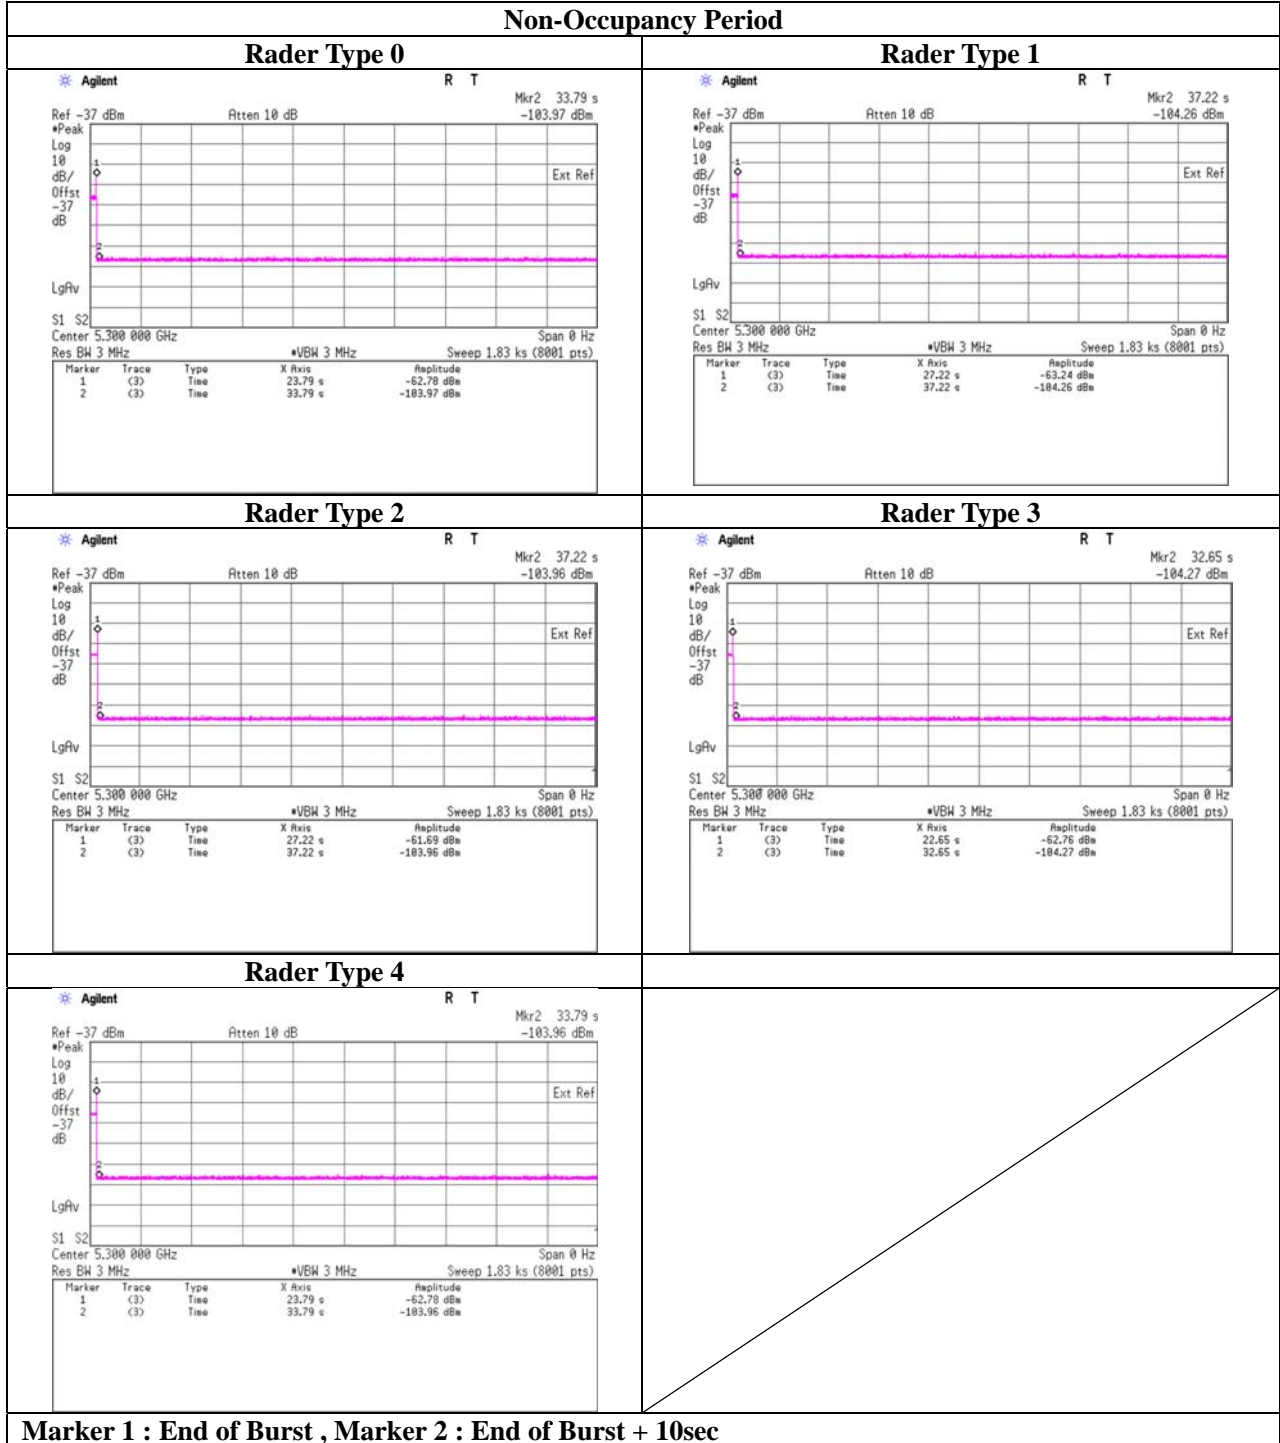 Non-Occupancy Period
Rader Type 0
Rader Type 1
Agilent R T
Mkr2 33.79 s
Ref -37 dBm Atten 10 dB -103.97 dBm
#Peak
Log
10
dB/
Offst
-37
dB
1
Ext Ref
2
LgAv
S1 S2
Center 5.300 000 GHz Span 0 Hz
Res BW 3 MHz #VBW 3 MHz Sweep 1.83 ks (8001 pts)
Marker Trace Type X Axis Amplitude
1 (3) Time 23.79 s -62.78 dBm
2 (3) Time 33.79 s -103.97 dBm
Agilent R T
Mkr2 37.22 s
Ref -37 dBm Atten 10 dB -104.26 dBm
#Peak
Log
10
dB/
Offst
-37
dB
1
Ext Ref
2
LgAv
S1 S2
Center 5.300 000 GHz Span 0 Hz
Res BW 3 MHz #VBW 3 MHz Sweep 1.83 ks (8001 pts)
Marker Trace Type X Axis Amplitude
1 (3) Time 27.22 s -63.24 dBm
2 (3) Time 37.22 s -104.26 dBm
Rader Type 2
Rader Type 3
Agilent R T
Mkr2 37.22 s
Ref -37 dBm Atten 10 dB -103.96 dBm
#Peak
Log
10
dB/
Offst
-37
dB
1
Ext Ref
2
LgAv
S1 S2
Center 5.300 000 GHz Span 0 Hz
Res BW 3 MHz #VBW 3 MHz Sweep 1.83 ks (8001 pts)
Marker Trace Type X Axis Amplitude
1 (3) Time 27.22 s -61.69 dBm
2 (3) Time 37.22 s -103.96 dBm
Agilent R T
Mkr2 32.65 s
Ref -37 dBm Atten 10 dB -104.27 dBm
#Peak
Log
10
dB/
Offst
-37
dB
1
Ext Ref
2
LgAv
S1 S2
Center 5.300 000 GHz Span 0 Hz
Res BW 3 MHz #VBW 3 MHz Sweep 1.83 ks (8001 pts)
Marker Trace Type X Axis Amplitude
1 (3) Time 22.65 s -62.76 dBm
2 (3) Time 32.65 s -104.27 dBm
Rader Type 4
Agilent R T
Mkr2 33.79 s
Ref -37 dBm Atten 10 dB -103.96 dBm
#Peak
Log
10
dB/
Offst
-37
dB
1
Ext Ref
2
LgAv
S1 S2
Center 5.300 000 GHz Span 0 Hz
Res BW 3 MHz #VBW 3 MHz Sweep 1.83 ks (8001 pts)
Marker Trace Type X Axis Amplitude
1 (3) Time 23.79 s -62.78 dBm
2 (3) Time 33.79 s -103.96 dBm
Marker 1 : End of Burst , Marker 2 : End of Burst + 10sec